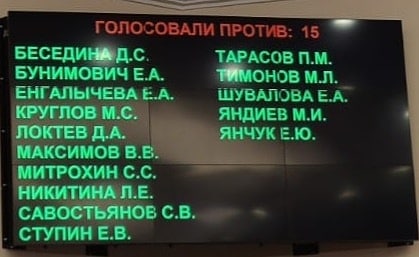 ГОЛОСОВАЛИ ПРОТИВ: 15
БЕСЕДИНА Д.С.
БУНИМОВИЧ Е.А.
ЕНГАЛЫЧЕВА Е.А.
КРУГЛОВ М.С.
ЛОКТЕВ Д.А.
МАКСИМОВ В.В.
МИТРОХИН С.С.
НИКИТИНА Л.Е.
САВОСТЬЯНОВ С.В.
СТУПИН Е.В.
ТАРАСОВ П.М.
ТИМОНОВ М.Л.
ШУВАЛОВА Е.А.
ЯНДИЕВ М.И.
ЯНЧУК Е.Ю.